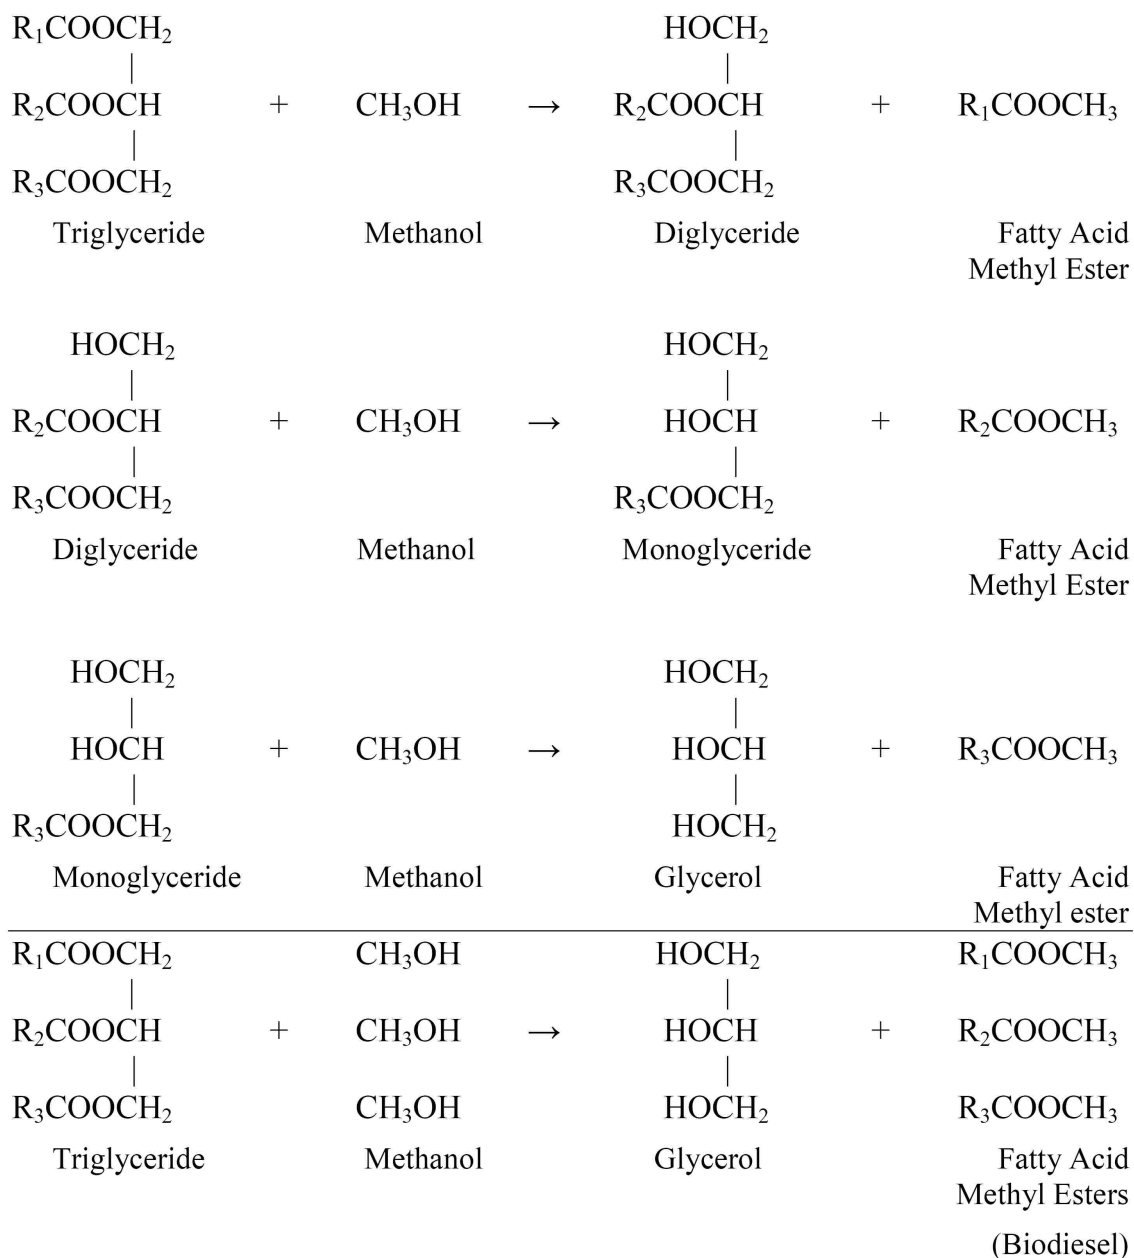 R₁COOCH₂ HOCH₂
| |
R₂COOCH + CH₃OH → R₂COOCH + R₁COOCH₃
| |
R₃COOCH₂ R₃COOCH₂
Triglyceride Methanol Diglyceride Fatty Acid
Methyl Ester
HOCH₂ HOCH₂
| |
R₂COOCH + CH₃OH → HOCH + R₂COOCH₃
| |
R₃COOCH₂ R₃COOCH₂
Diglyceride Methanol Monoglyceride Fatty Acid
Methyl Ester
HOCH₂ HOCH₂
| |
HOCH + CH₃OH → HOCH + R₃COOCH₃
| |
R₃COOCH₂ HOCH₂
Monoglyceride Methanol Glycerol Fatty Acid
Methyl ester
R₁COOCH₂ CH₃OH HOCH₂ R₁COOCH₃
| |
R₂COOCH + CH₃OH → HOCH + R₂COOCH₃
| |
R₃COOCH₂ CH₃OH HOCH₂ R₃COOCH₃
Triglyceride Methanol Glycerol Fatty Acid
Methyl Esters
(Biodiesel)